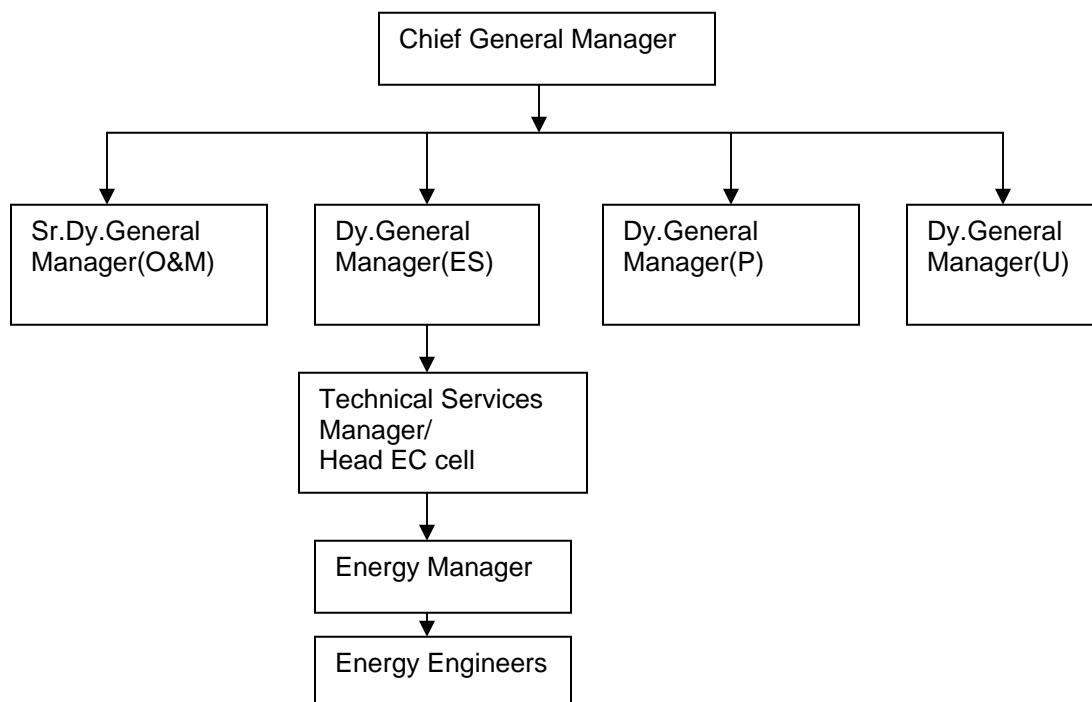 Chief General Manager
Sr.Dy.General
Manager(O&M)
Dy.General
Manager(ES)
Dy.General
Manager(P)
Dy.General
Manager(U)
Technical Services
Manager/
Head EC cell
Energy Manager
Energy Engineers